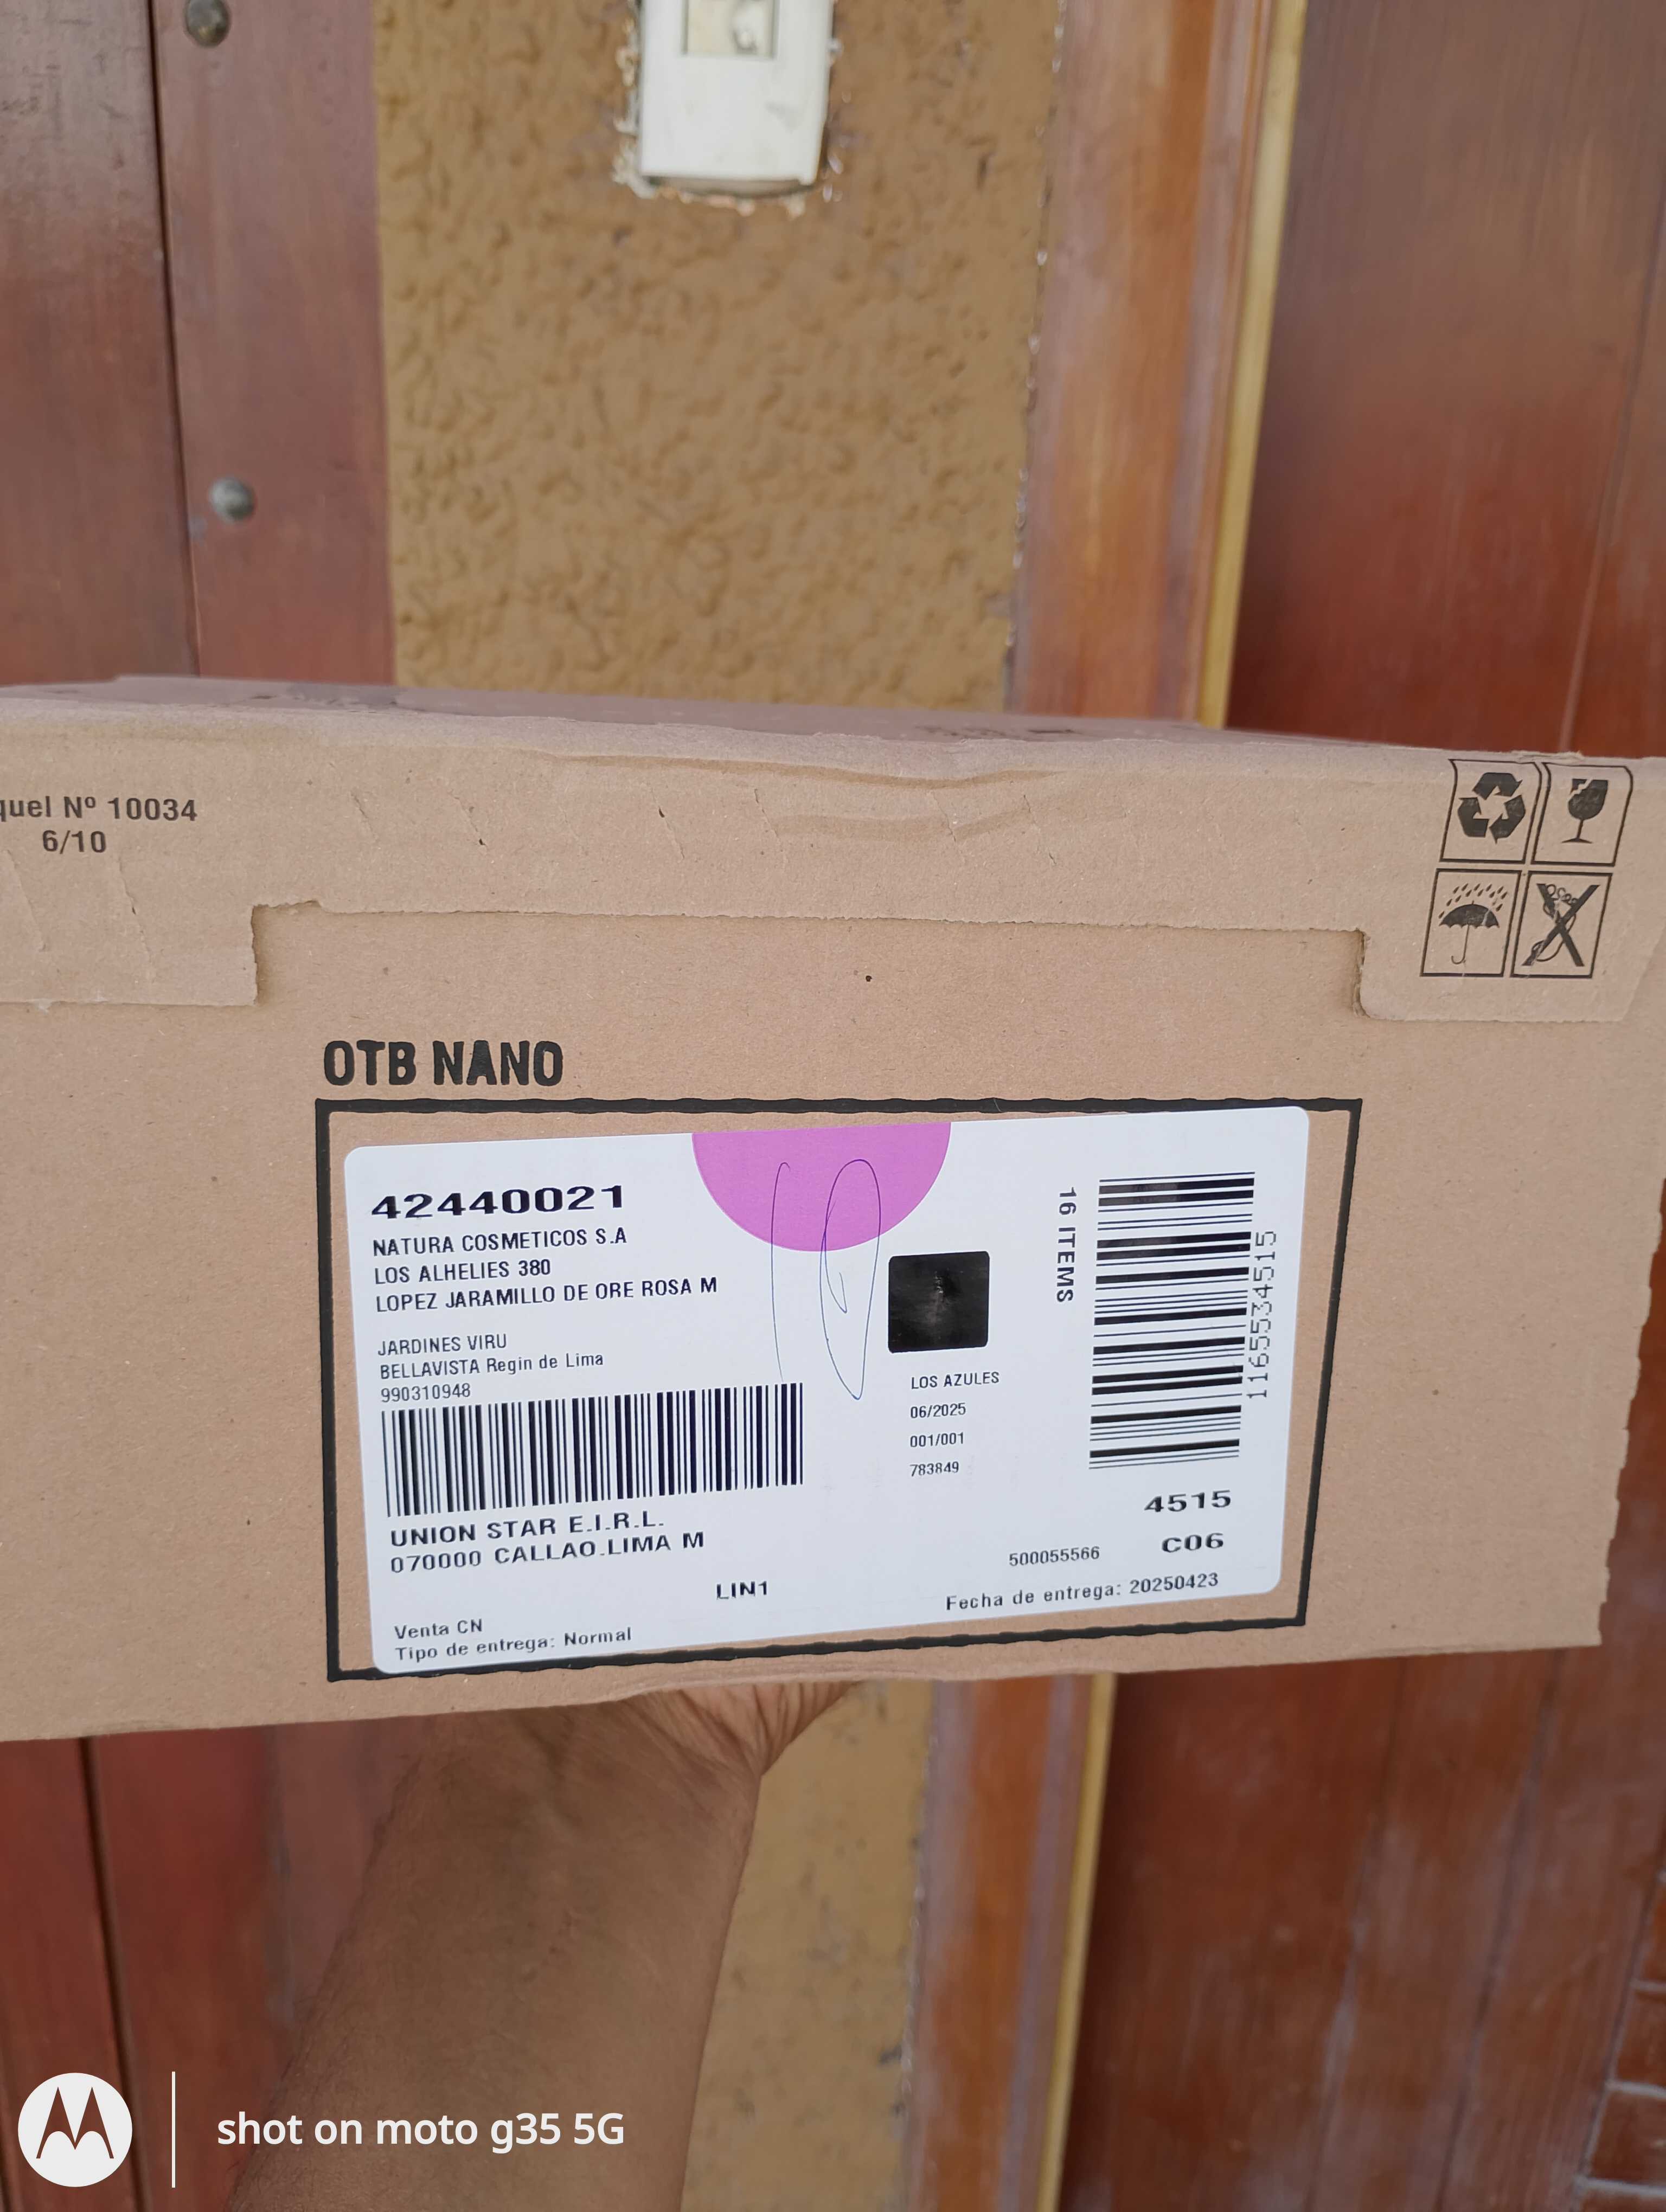 quel Nº 10034
6/10
OTB NANO
42440021
NATURA COSMETICOS S.A
LOS ALHELIES 380
LOPEZ JARAMILLO DE ORE ROSA M
JARDINES VIRU
BELLAVISTA Regin de Lima
990310948
UNION STAR E.I.R.L.
070000 CALLAO.LIMA M
LIN1
Venta CN
Tipo de entrega: Normal
LOS AZULES
06/2025
001/001
783849
16 ITEMS
1165534515
4515
C06
500055566
Fecha de entrega: 20250423
shot on moto g35 5G